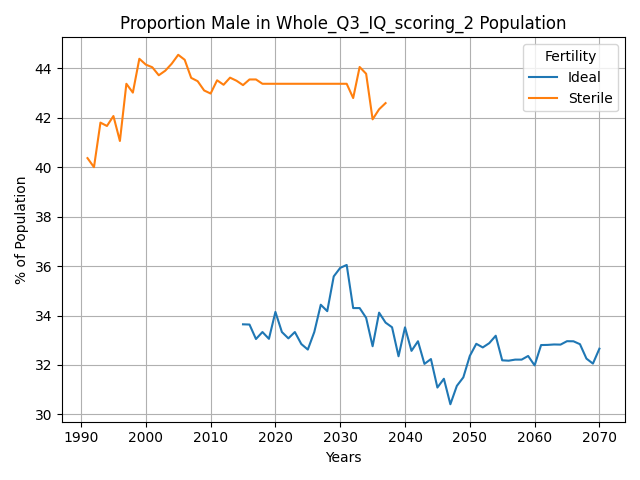 Proportion Male in Whole_Q3_IQ_scoring_2 Population
Fertility
Ideal
Sterile
% of Population
44
42
40
38
36
34
32
30
1990
2000
2010
2020
2030
2040
2050
2060
2070
Years